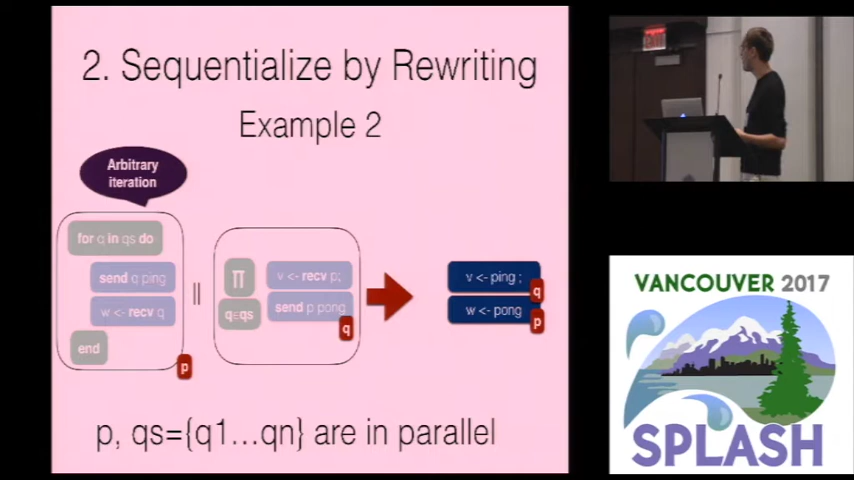 2. Sequentialize by Rewriting
Example 2
Arbitrary
iteration
for q in qs do
send q ping
w <- recv q
end
p
||
∏
q∈qs
v <- recv p;
send p pong
q
v <- ping ;
q
w <- pong
p
p, qs={q1...qn} are in parallel
EXIT
VANCOUVER 2017
SPLASH